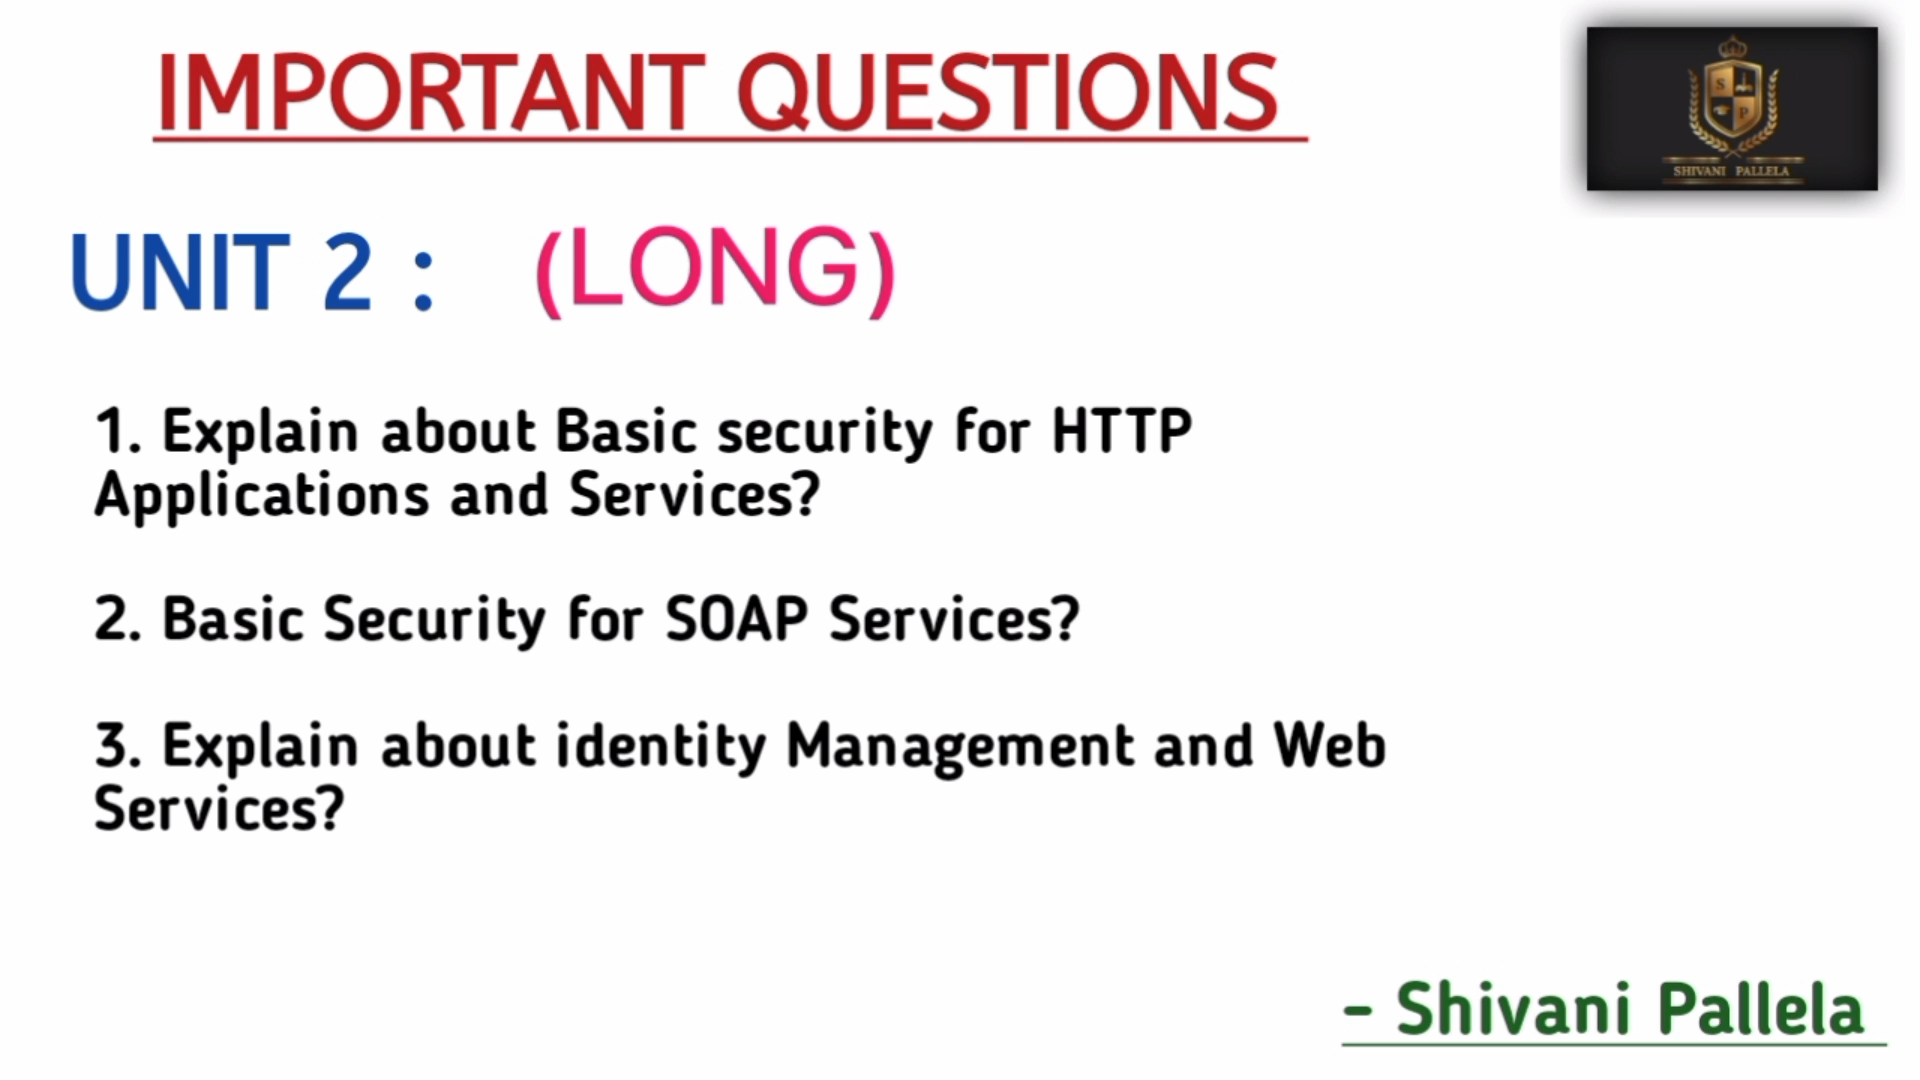 IMPORTANT QUESTIONS
S
P
SHIVANI PALLELA
UNIT 2 : (LONG)
1. Explain about Basic security for HTTP
Applications and Services?
2. Basic Security for SOAP Services?
3. Explain about identity Management and Web
Services?
- Shivani Pallela